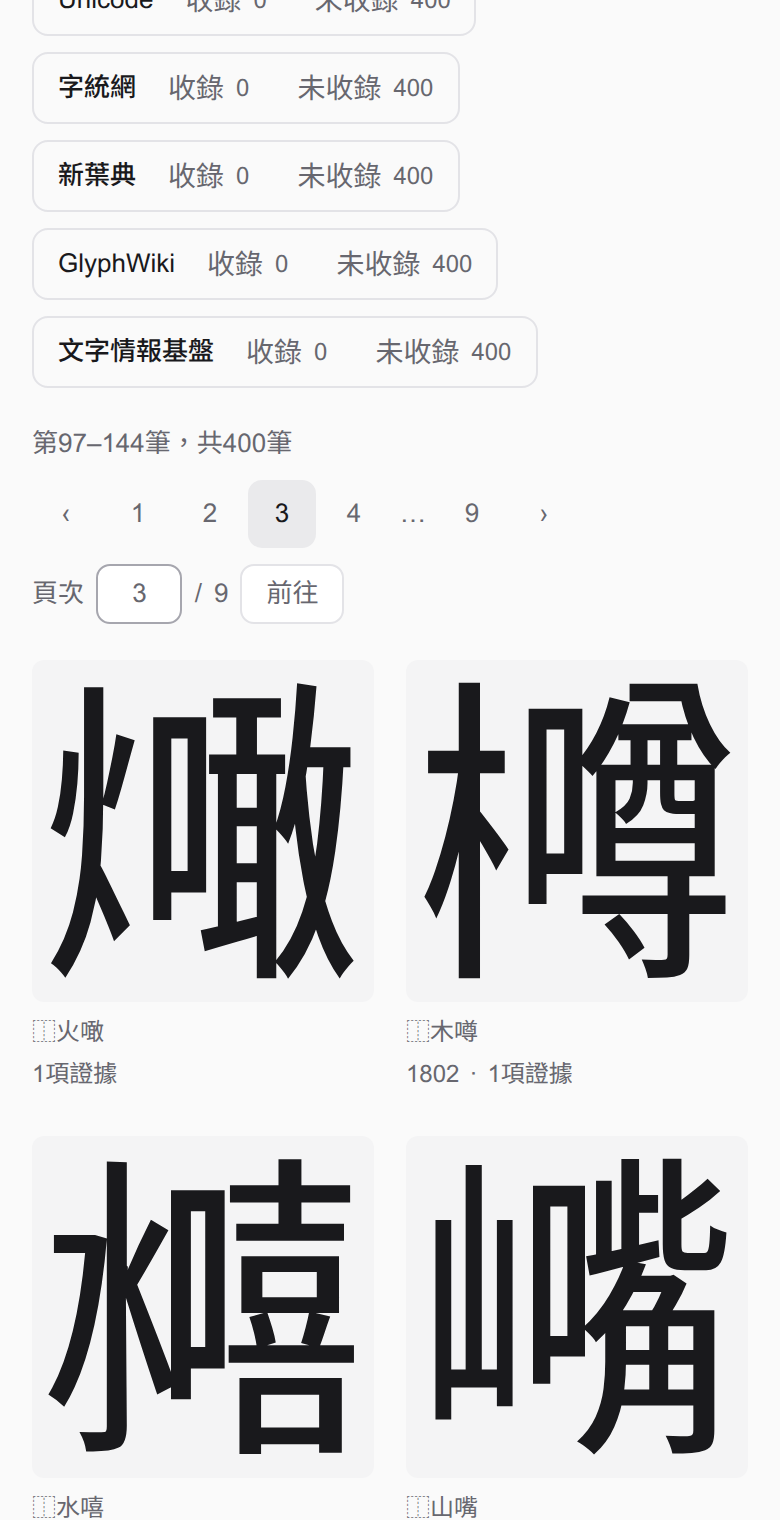 Unicode 收錄 0 未收錄 400
字統網 收錄 0 未收錄 400
新葉典 收錄 0 未收錄 400
GlyphWiki 收錄 0 未收錄 400
文字情報基盤 收錄 0 未收錄 400
第97–144筆，共400筆
‹ 1 2 3 4 … 9 ›
頁次 3 / 9 前往
⿰火噉 ⿰木噂
1項證據 1802 · 1項證據
⿰水嘻 ⿰山嘴